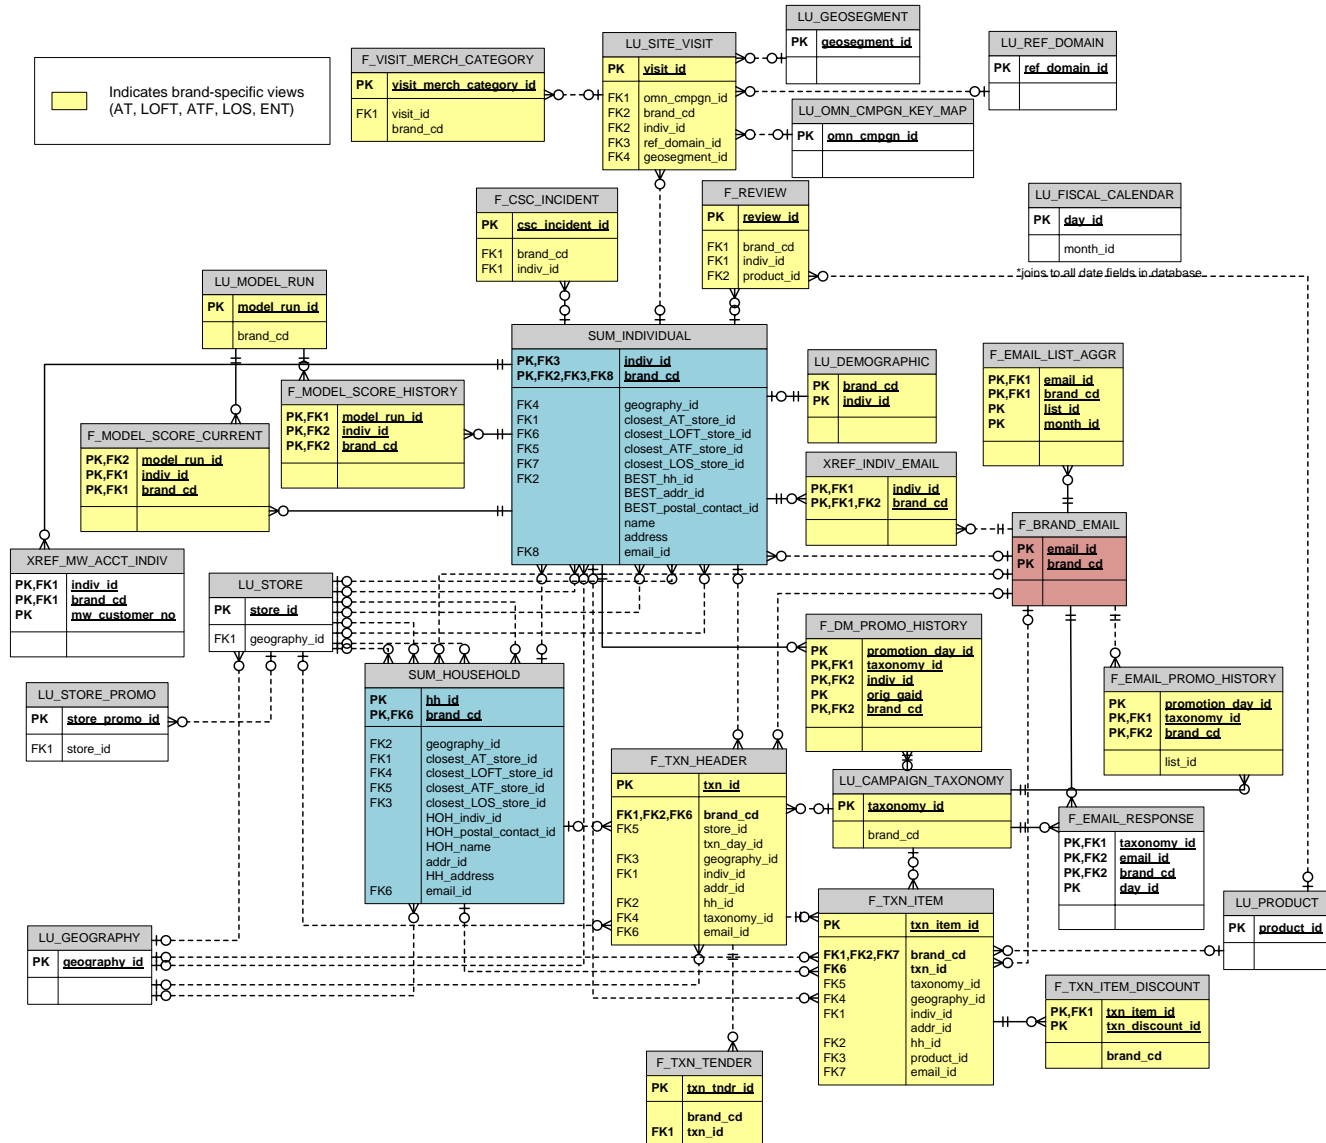 Indicates brand-specific views
(AT, LOFT, ATF, LOS, ENT)
F_VISIT_MERCH_CATEGORY
PK visit_merch_category_id
FK1 visit_id
brand_cd
LU_SITE_VISIT
PK visit_id
FK1 omn_cmpgn_id
FK2 brand_cd
FK2 indiv_id
FK3 ref_domain_id
FK4 geosegment_id
LU_GEOSEGMENT
PK geosegment_id
LU_REF_DOMAIN
PK ref_domain_id
LU_OMN_CMPGN_KEY_MAP
PK omn_cmpgn_id
F_CSC_INCIDENT
PK csc_incident_id
FK1 brand_cd
FK1 indiv_id
F_REVIEW
PK review_id
FK1 brand_cd
FK1 indiv_id
FK2 product_id
LU_FISCAL_CALENDAR
PK day_id
month_id
*joins to all date fields in database
LU_MODEL_RUN
PK model_run_id
brand_cd
F_MODEL_SCORE_HISTORY
PK,FK1 model_run_id
PK,FK2 indiv_id
PK,FK2 brand_cd
F_MODEL_SCORE_CURRENT
PK,FK2 model_run_id
PK,FK1 indiv_id
PK,FK1 brand_cd
SUM_INDIVIDUAL
PK,FK3 indiv_id
PK,FK2,FK3,FK8 brand_cd
FK4 geography_id
FK1 closest_AT_store_id
FK6 closest_LOFT_store_id
FK5 closest_ATF_store_id
FK7 closest_LOS_store_id
FK2 BEST_hh_id
BEST_addr_id
BEST_postal_contact_id
name
address
FK8 email_id
LU_DEMOGRAPHIC
PK brand_cd
PK indiv_id
F_EMAIL_LIST_AGGR
PK,FK1 email_id
PK,FK1 brand_cd
PK list_id
PK month_id
XREF_INDIV_EMAIL
PK,FK1 indiv_id
PK,FK1,FK2 brand_cd
F_BRAND_EMAIL
PK email_id
PK brand_cd
XREF_MW_ACCT_INDIV
PK,FK1 indiv_id
PK,FK1 brand_cd
PK mw_customer_no
LU_STORE
PK store_id
FK1 geography_id
LU_STORE_PROMO
PK store_promo_id
FK1 store_id
SUM_HOUSEHOLD
PK hh_id
PK,FK6 brand_cd
FK2 geography_id
FK1 closest_AT_store_id
FK4 closest_LOFT_store_id
FK5 closest_ATF_store_id
FK3 closest_LOS_store_id
HOH_indiv_id
HOH_postal_contact_id
HOH_name
addr_id
HH_address
FK6 email_id
F_DM_PROMO_HISTORY
PK promotion_day_id
PK,FK1 taxonomy_id
PK,FK2 indiv_id
PK orig_gaid
PK,FK2 brand_cd
F_EMAIL_PROMO_HISTORY
PK promotion_day_id
PK,FK1 taxonomy_id
PK,FK2 brand_cd
list_id
F_TXN_HEADER
PK txn_id
FK1,FK2,FK6 brand_cd
FK5 store_id
txn_day_id
FK3 geography_id
FK1 indiv_id
addr_id
FK2 hh_id
FK4 taxonomy_id
FK6 email_id
LU_CAMPAIGN_TAXONOMY
PK taxonomy_id
brand_cd
F_EMAIL_RESPONSE
PK,FK1 taxonomy_id
PK,FK2 email_id
PK,FK2 brand_cd
PK day_id
LU_PRODUCT
PK product_id
LU_GEOGRAPHY
PK geography_id
F_TXN_ITEM
PK txn_item_id
FK1,FK2,FK7 brand_cd
FK6 txn_id
FK5 taxonomy_id
FK4 geography_id
FK1 indiv_id
addr_id
FK2 hh_id
FK3 product_id
FK7 email_id
F_TXN_ITEM_DISCOUNT
PK,FK1 txn_item_id
PK txn_discount_id
brand_cd
F_TXN_TENDER
PK txn_tndr_id
brand_cd
FK1 txn_id